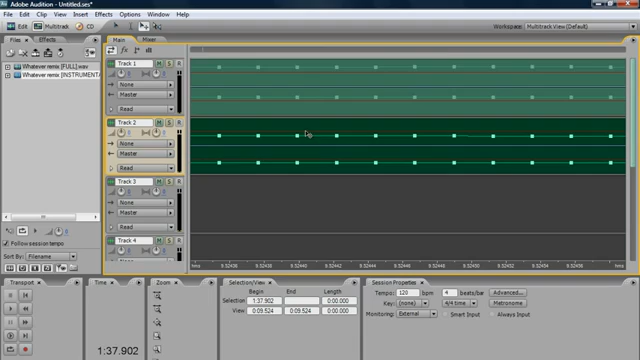 Adobe Audition - Untitled.ses*
File Edit Clip View Insert Effects Options Window Help
Edit Multitrack CD
Workspace: Multitrack View (Default)
Files × Effects
Main Mixer
Whatever remix [FULL].wav
Whatever remix [INSTRUMENTA
Track 1 M S R
None
Master
Read
Track 2 M S R
None
Master
Read
Track 3 M S R
None
Master
Read
Track 4 M S R
Follow session tempo
Sort By: Filename
hms 9.52438 9.52440 9.52442 9.52444 9.52446 9.52448 9.52450 9.52452 9.52454 9.52456 hms
Transport × Time × Zoom × Selection/View × Session Properties ×
Begin End Length
Selection 1:37.902 0:00.000
View 0:09.524 0:09.524 0:00.000
Tempo: 120 bpm 4 beats/bar Advanced...
Key: (none) 4/4 time Metronome
Monitoring: External Smart Input Always Input
1:37.902